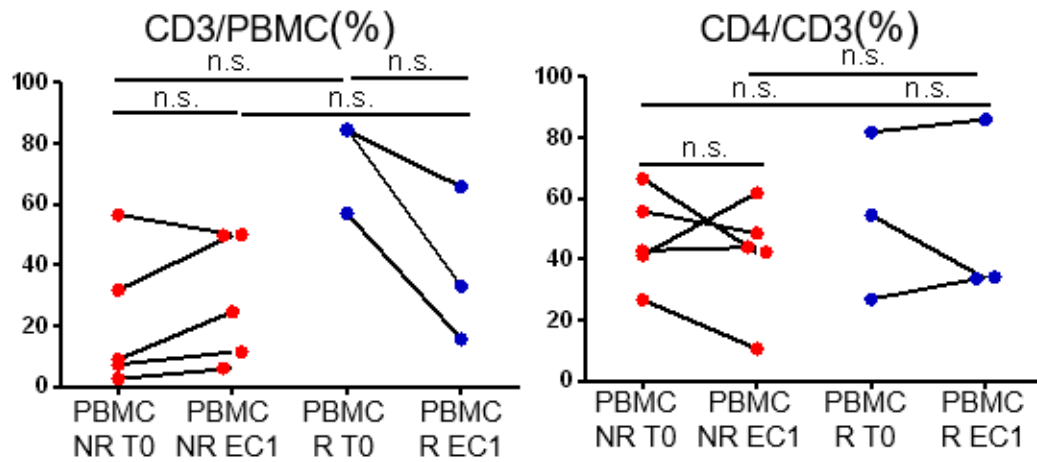 CD3/PBMC(%)
n.s.
n.s.
n.s.
n.s.
100
80
60
40
20
0
PBMC NR T0
PBMC NR EC1
PBMC R T0
PBMC R EC1
CD4/CD3(%)
n.s.
n.s.
n.s.
n.s.
100
80
60
40
20
0
PBMC NR T0
PBMC NR EC1
PBMC R T0
PBMC R EC1